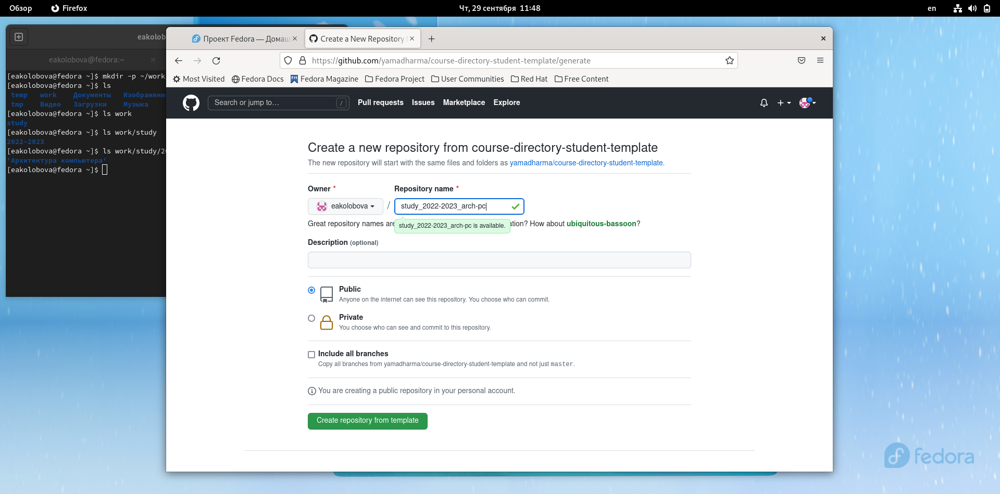 Обзор Firefox Чт, 29 сентября 11:48 en
eakolob
eakolobova@fedora:~
[eakolobova@fedora ~]$ mkdir -p ~/work
[eakolobova@fedora ~]$ ls
temp work Документы Изображени
tmp Видео Загрузки Музыка
[eakolobova@fedora ~]$ ls work
study
[eakolobova@fedora ~]$ ls work/study
2022-2023
[eakolobova@fedora ~]$ ls work/study/2
'Архитектура компьютера'
[eakolobova@fedora ~]$
Проект Fedora — Домаш Create a New Repository
https://github.com/yamadharma/course-directory-student-template/generate
Most Visited Fedora Docs Fedora Magazine Fedora Project User Communities Red Hat Free Content
Search or jump to… / Pull requests Issues Marketplace Explore
Create a new repository from course-directory-student-template
The new repository will start with the same files and folders as yamadharma/course-directory-student-template.
Owner * Repository name *
eakolobova / study_2022-2023_arch-pc
Great repository names are ation? How about ubiquitous-bassoon?
study_2022-2023_arch-pc is available.
Description (optional)
Public
Anyone on the internet can see this repository. You choose who can commit.
Private
You choose who can see and commit to this repository.
Include all branches
Copy all branches from yamadharma/course-directory-student-template and not just master.
You are creating a public repository in your personal account.
Create repository from template
fedora